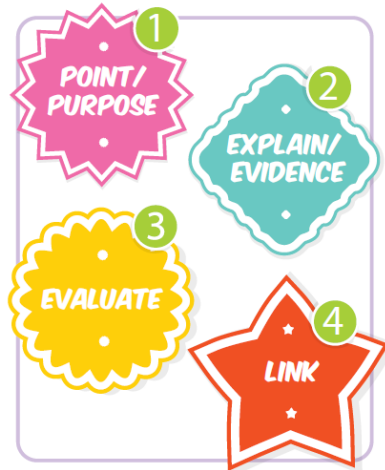 1
POINT/
PURPOSE
2
EXPLAIN/
EVIDENCE
3
EVALUATE
4
LINK